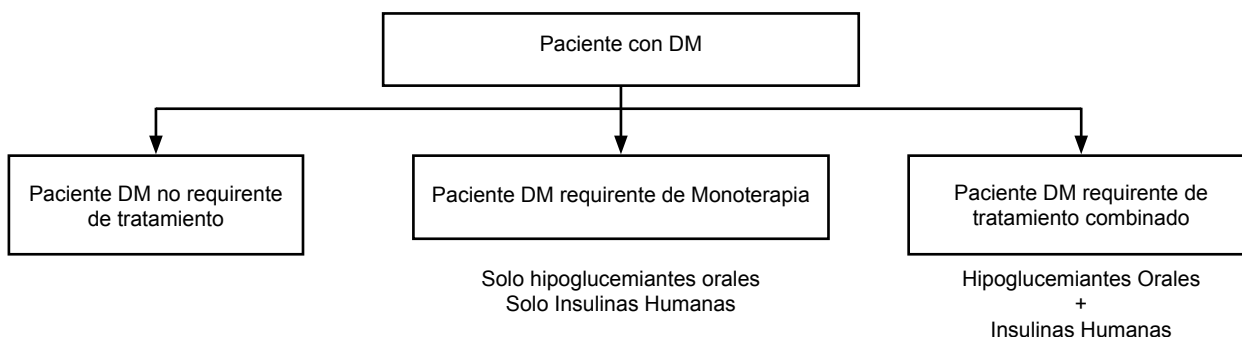 Paciente con DM
Paciente DM no requirente
de tratamiento
Paciente DM requirente de Monoterapia
Paciente DM requirente de
tratamiento combinado
Solo hipoglucemiantes orales
Solo Insulinas Humanas
Hipoglucemiantes Orales
+
Insulinas Humanas